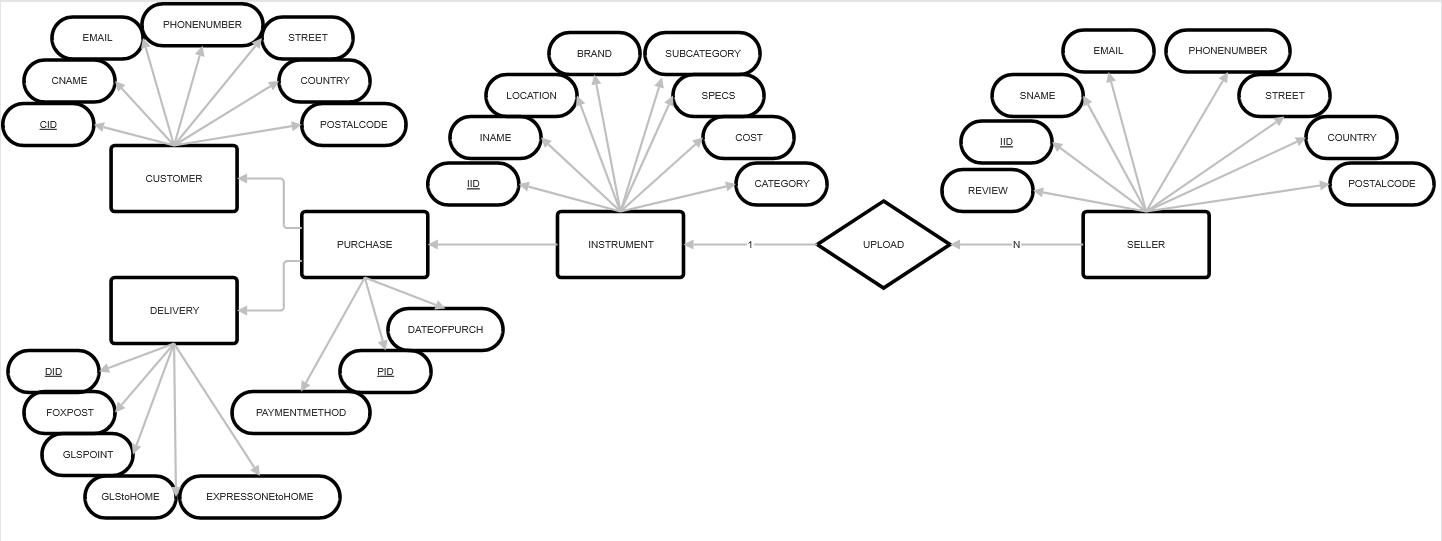 PHONENUMBER
EMAIL
STREET
CNAME
COUNTRY
CID
POSTALCODE
CUSTOMER
BRAND
SUBCATEGORY
LOCATION
SPECS
INAME
COST
IID
CATEGORY
EMAIL
PHONENUMBER
SNAME
STREET
IID
COUNTRY
REVIEW
POSTALCODE
PURCHASE
INSTRUMENT
1
UPLOAD
N
SELLER
DELIVERY
DATEOFPURCH
DID
PID
FOXPOST
PAYMENTMETHOD
GLSPOINT
GLStoHOME
EXPRESSONEtoHOME